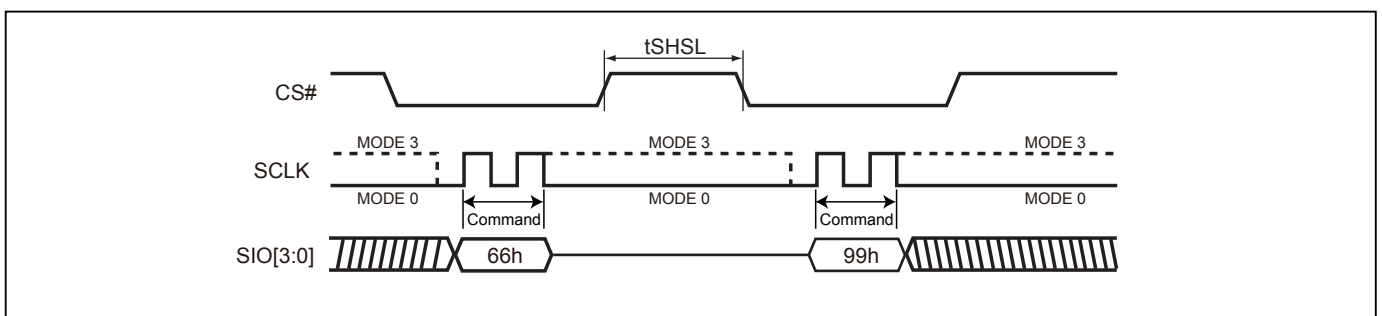 tSHSL
CS#
MODE 3 MODE 3 MODE 3
SCLK
MODE 0 MODE 0 MODE 0
Command Command
SIO[3:0] 66h 99h